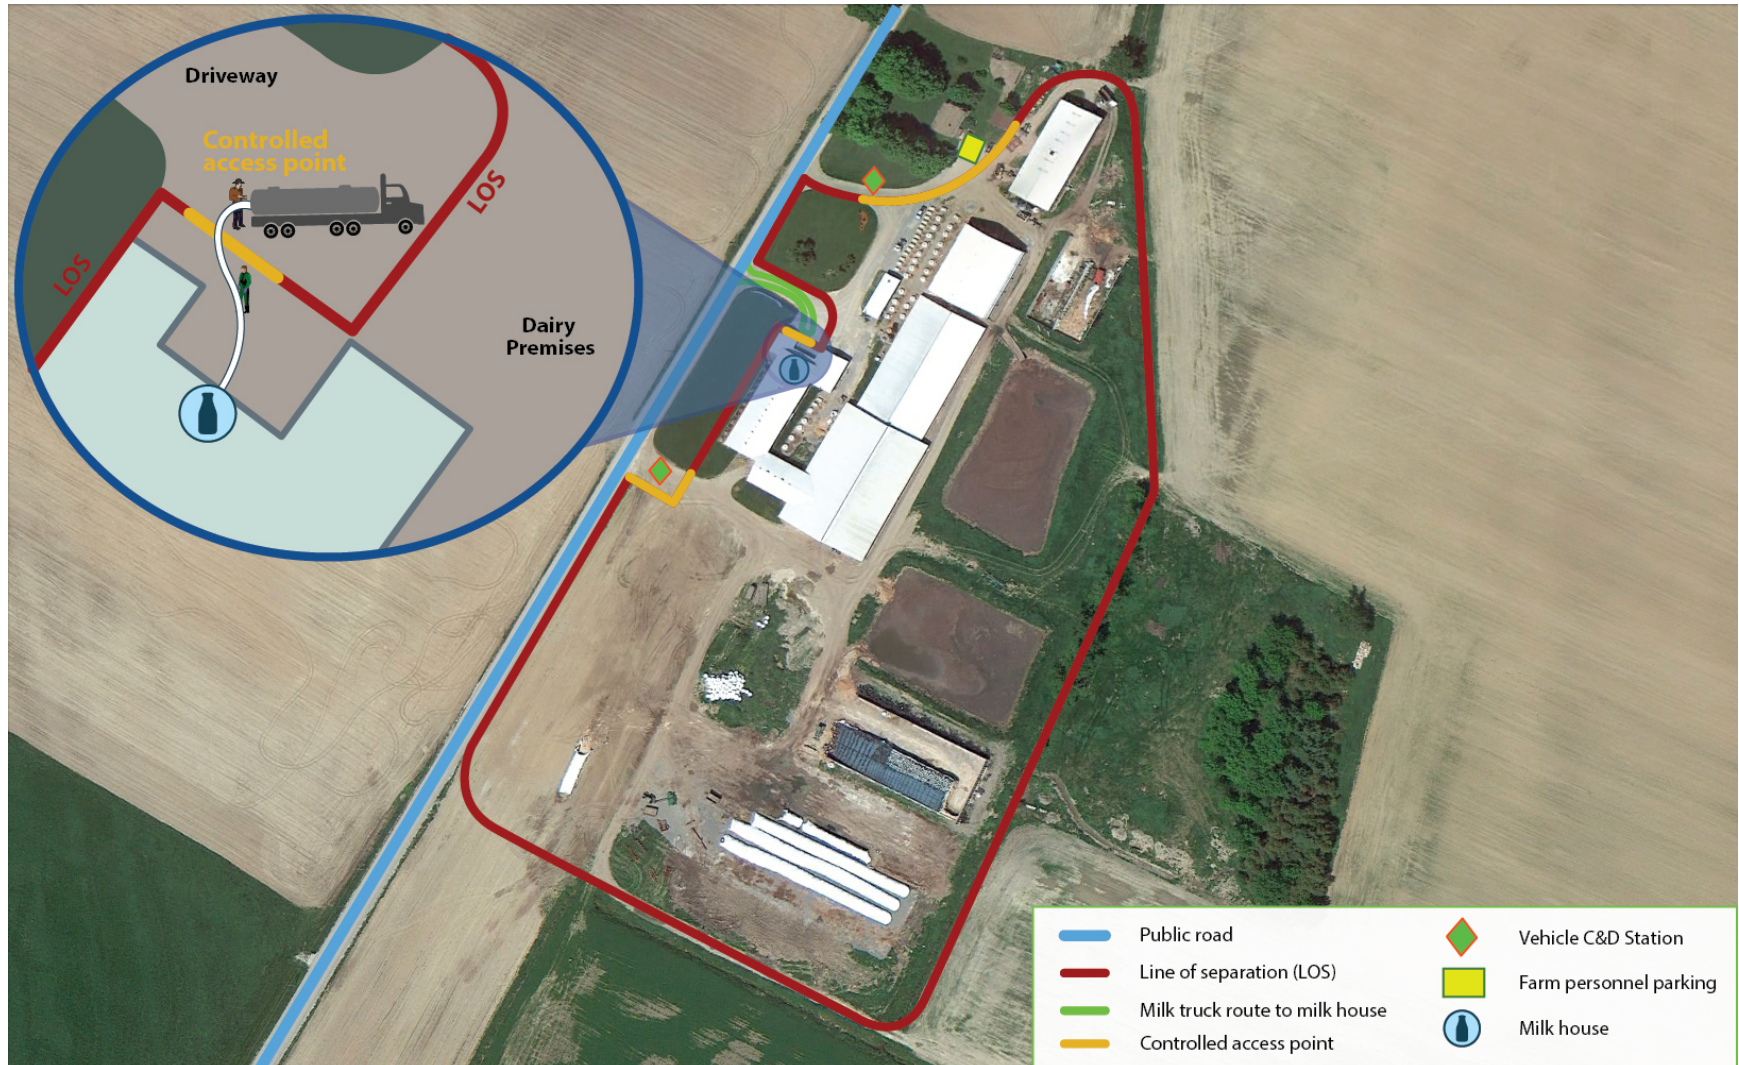 Driveway
Controlled
access point
LOS
LOS
Dairy
Premises
Public road
Line of separation (LOS)
Milk truck route to milk house
Controlled access point
Vehicle C&D Station
Farm personnel parking
Milk house